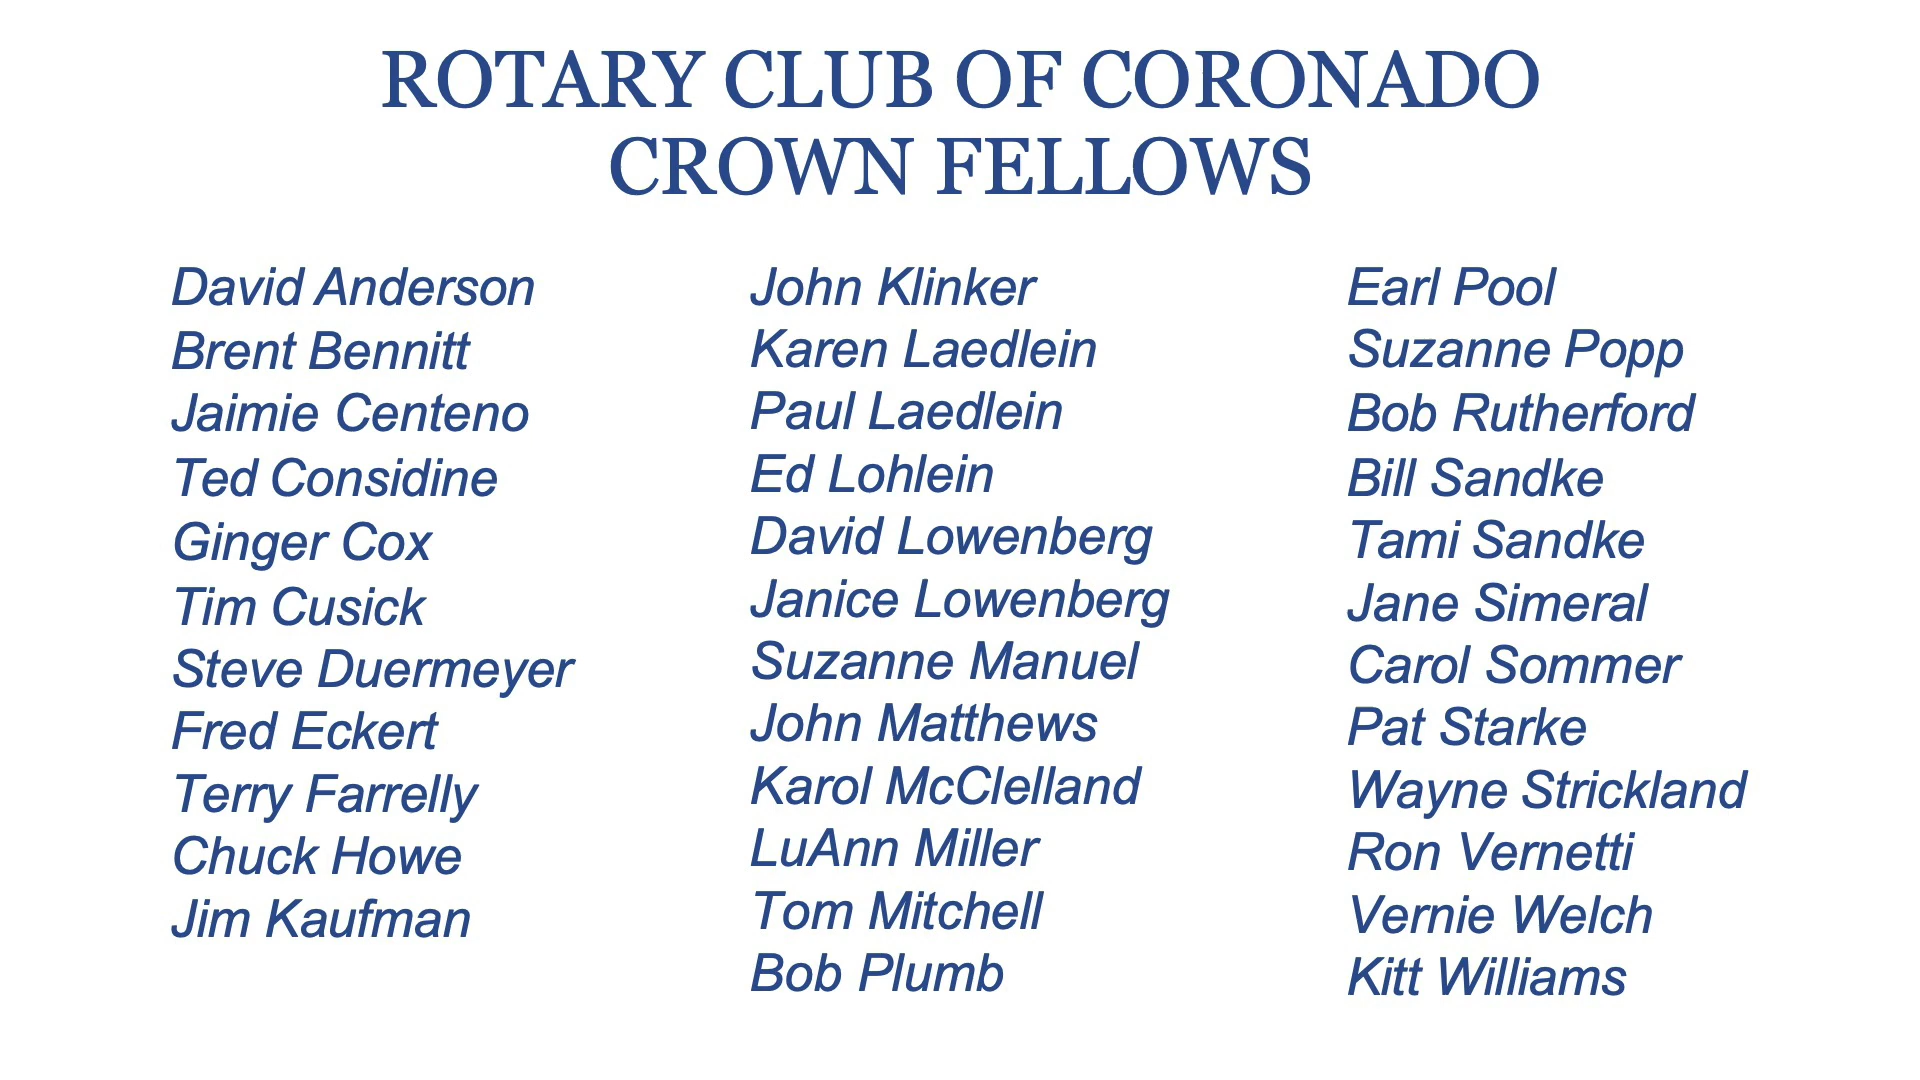 ROTARY CLUB OF CORONADO
CROWN FELLOWS
David Anderson
Brent Bennitt
Jaimie Centeno
Ted Considine
Ginger Cox
Tim Cusick
Steve Duermeyer
Fred Eckert
Terry Farrelly
Chuck Howe
Jim Kaufman
John Klinker
Karen Laedlein
Paul Laedlein
Ed Lohlein
David Lowenberg
Janice Lowenberg
Suzanne Manuel
John Matthews
Karol McClelland
LuAnn Miller
Tom Mitchell
Bob Plumb
Earl Pool
Suzanne Popp
Bob Rutherford
Bill Sandke
Tami Sandke
Jane Simeral
Carol Sommer
Pat Starke
Wayne Strickland
Ron Vernetti
Vernie Welch
Kitt Williams